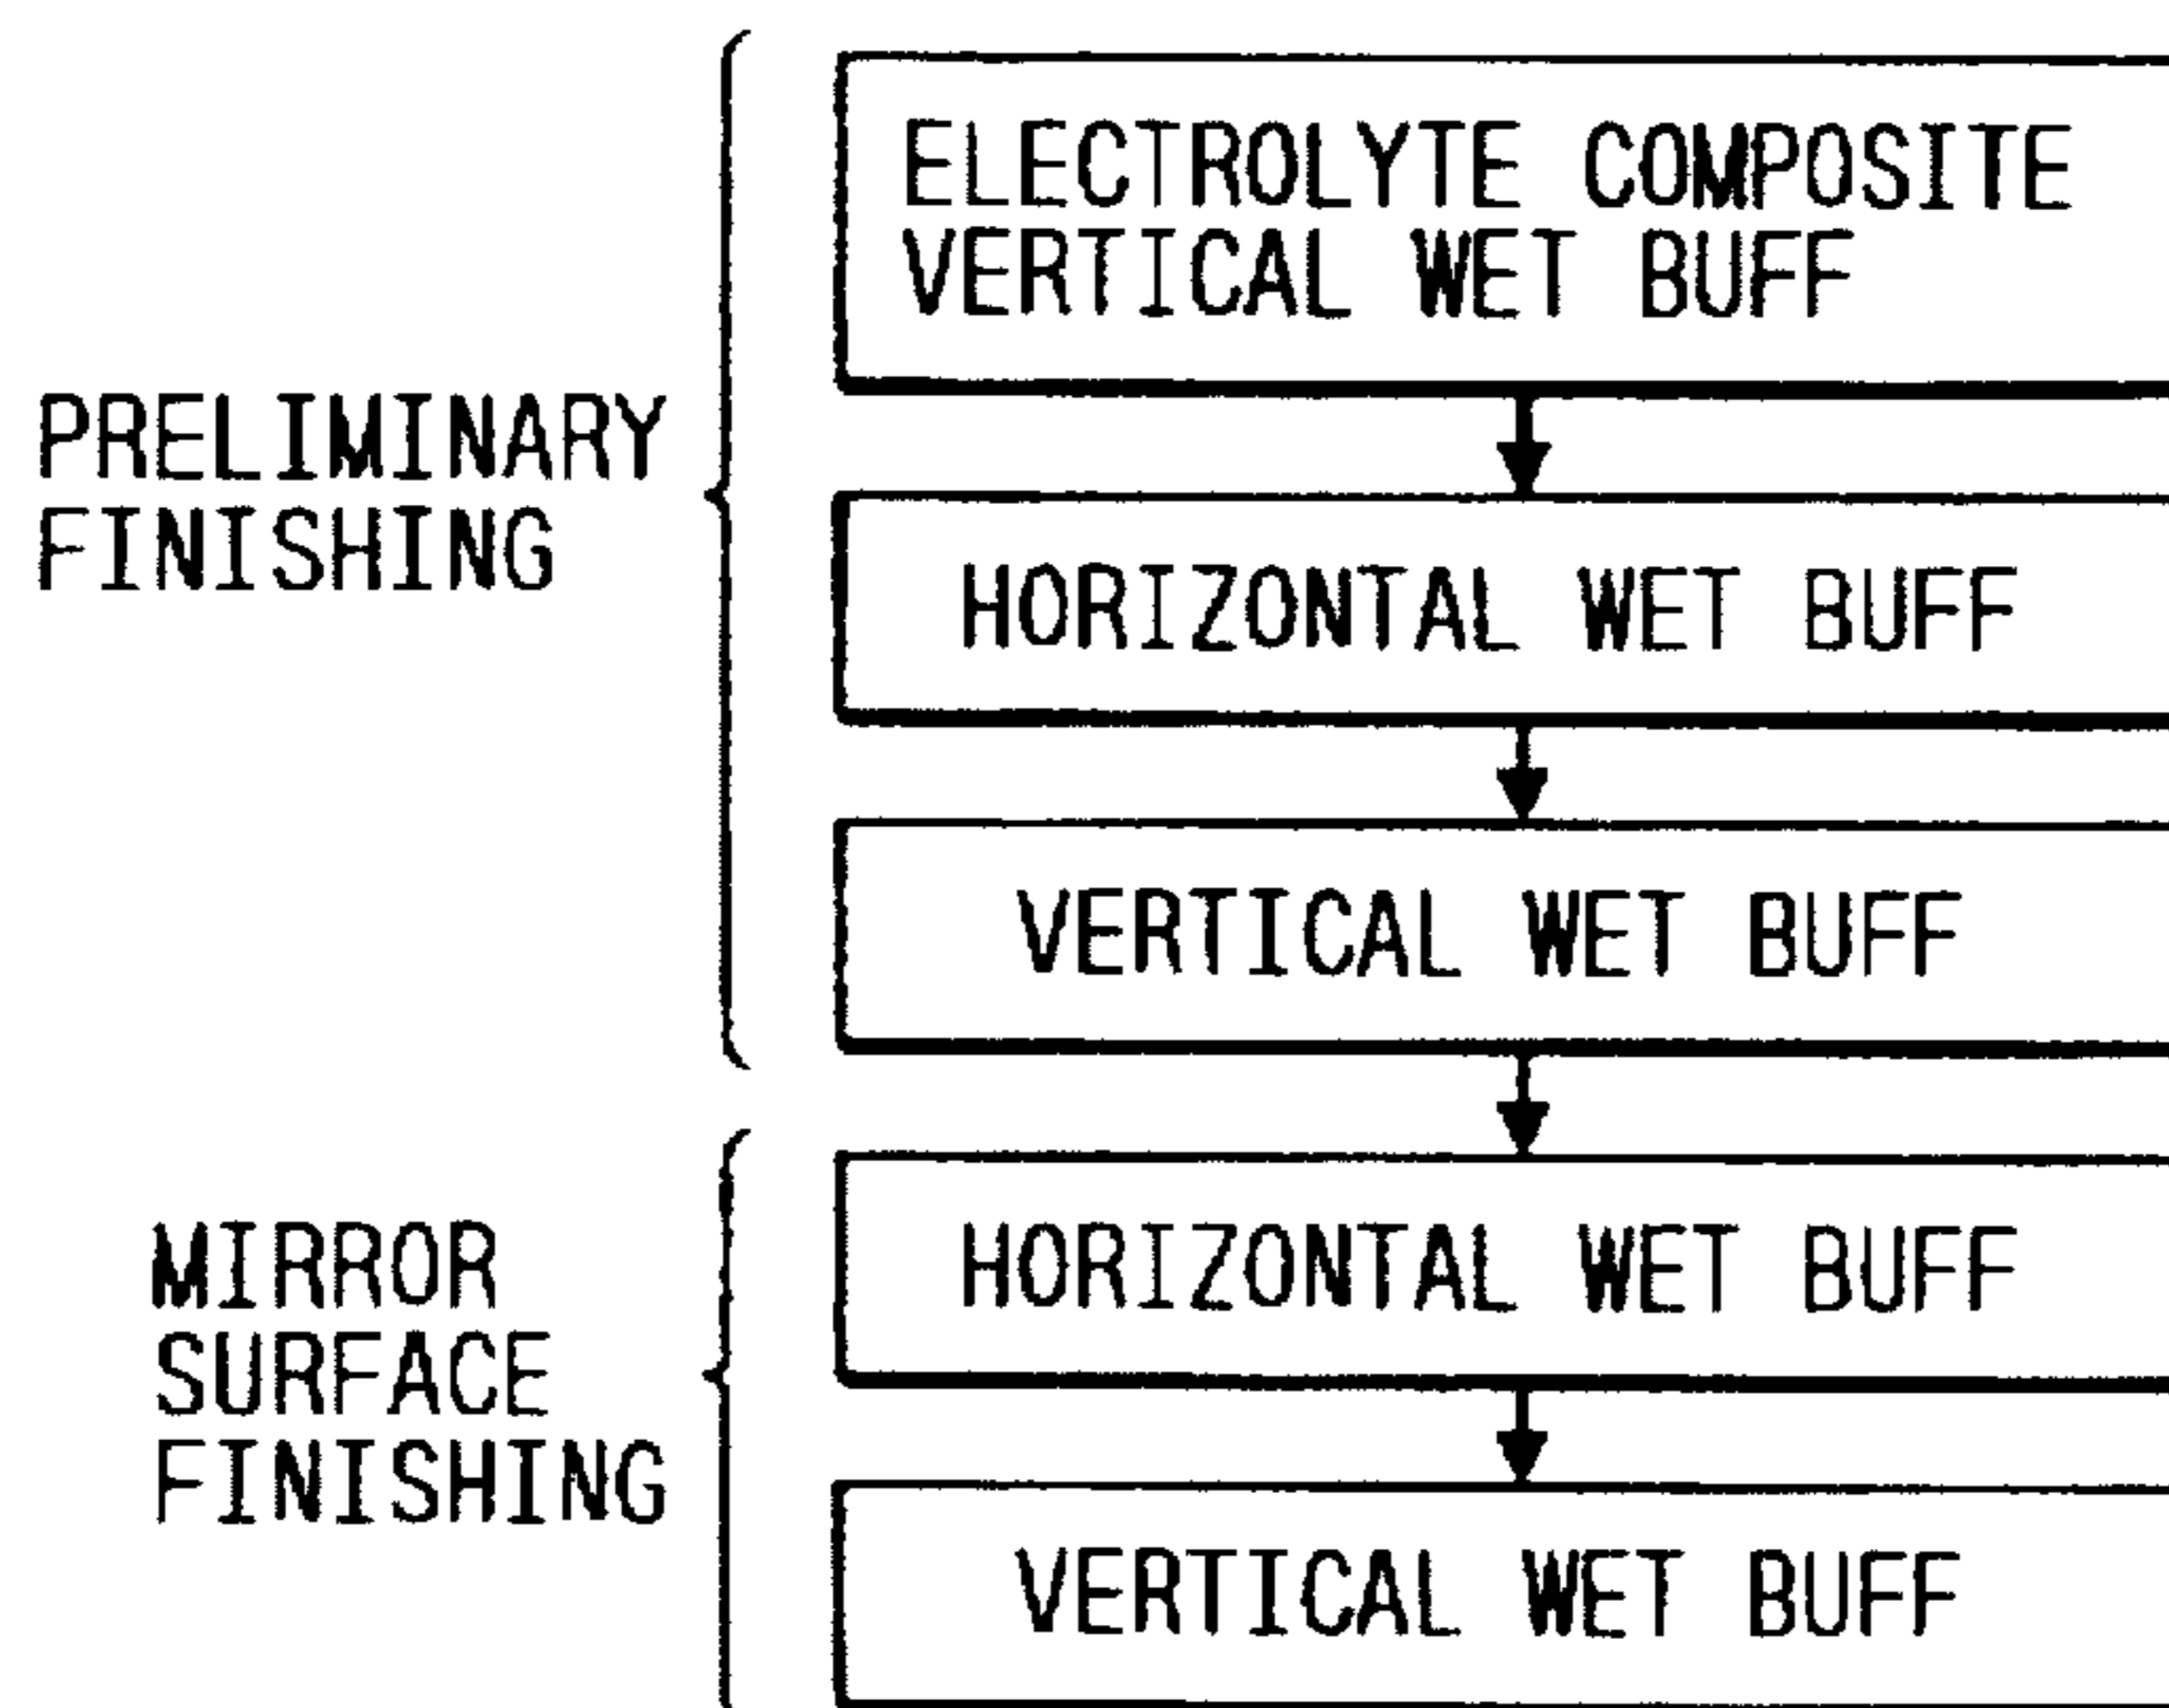 PRELIMINARY
FINISHING
ELECTROLYTE COMPOSITE
VERTICAL WET BUFF
HORIZONTAL WET BUFF
VERTICAL WET BUFF
MIRROR
SURFACE
FINISHING
HORIZONTAL WET BUFF
VERTICAL WET BUFF